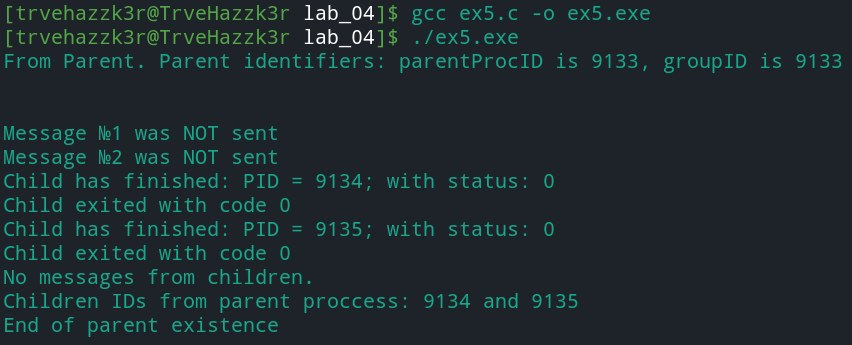 [trvehazzk3r@TrveHazzk3r lab_04]$ gcc ex5.c -o ex5.exe
[trvehazzk3r@TrveHazzk3r lab_04]$ ./ex5.exe
From Parent. Parent identifiers: parentProcID is 9133, groupID is 9133
Message №1 was NOT sent
Message №2 was NOT sent
Child has finished: PID = 9134; with status: 0
Child exited with code 0
Child has finished: PID = 9135; with status: 0
Child exited with code 0
No messages from children.
Children IDs from parent proccess: 9134 and 9135
End of parent existence